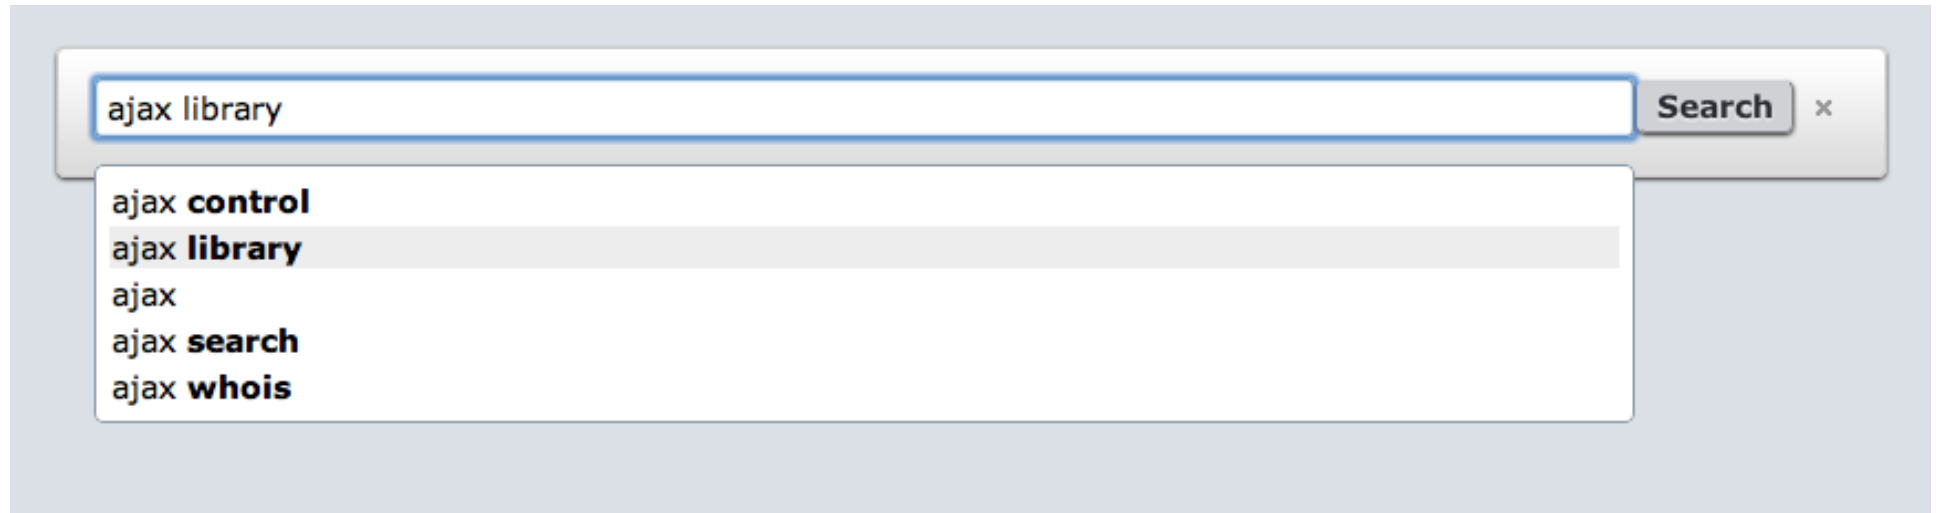 ajax library
Search ×
ajax control
ajax library
ajax
ajax search
ajax whois